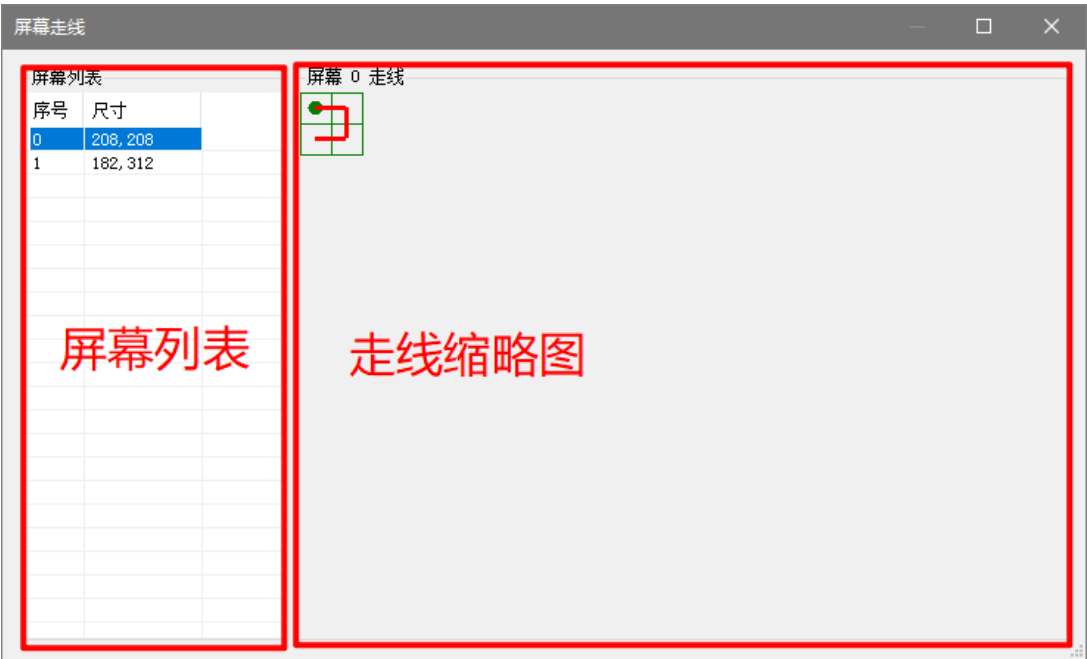 屏幕走线
屏幕列表
序号 尺寸
0 208, 208
1 182, 312
屏幕列表
屏幕 0 走线
走线缩略图